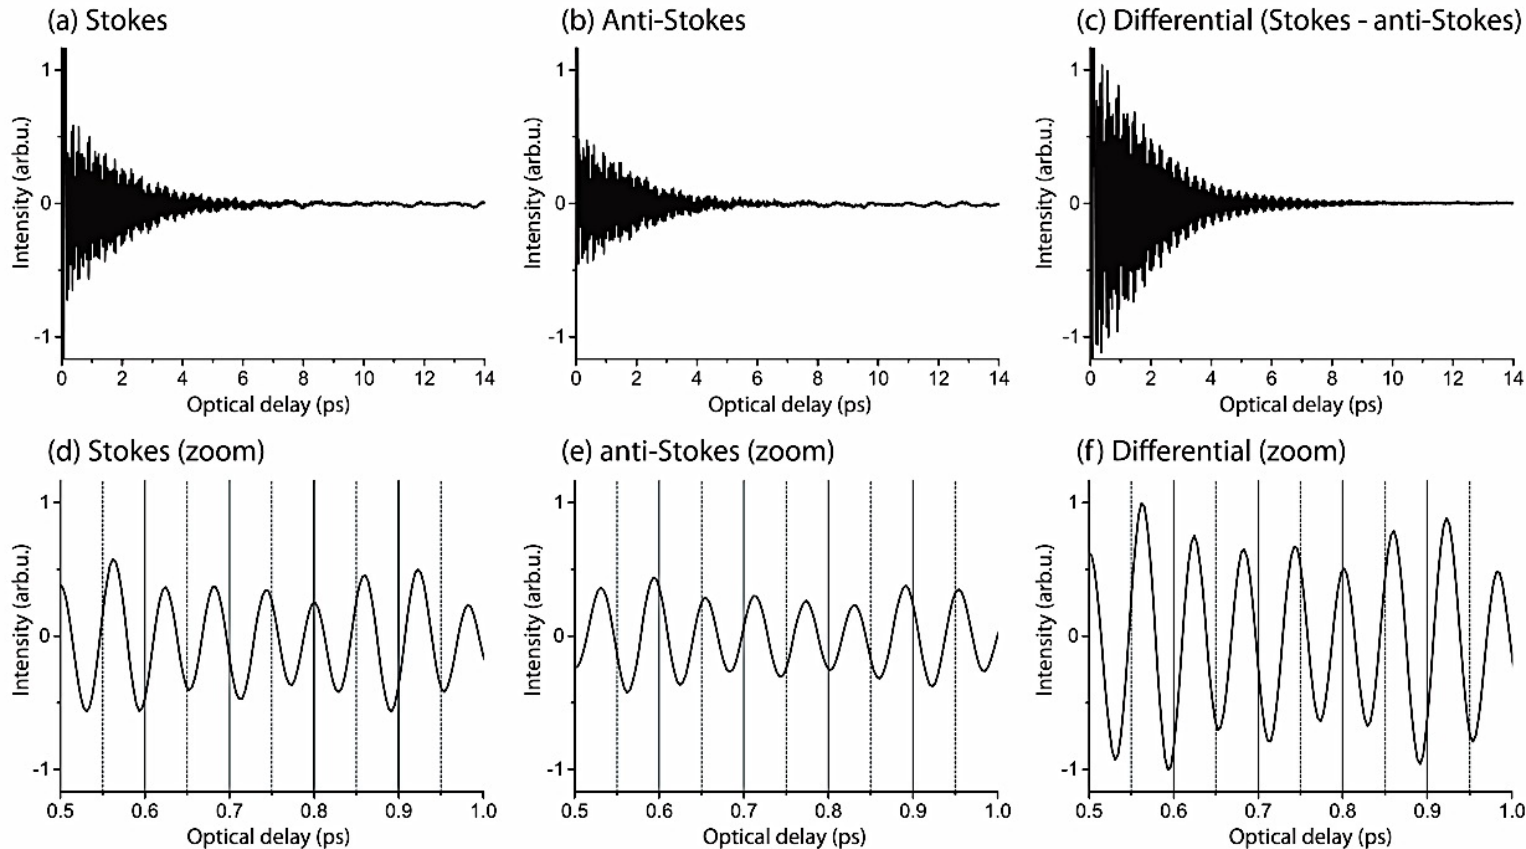 (a) Stokes
(b) Anti-Stokes
(c) Differential (Stokes - anti-Stokes)
Intensity (arb.u.)
1
0
-1
0 2 4 6 8 10 12 14
Optical delay (ps)
Intensity (arb.u.)
1
0
-1
0 2 4 6 8 10 12 14
Optical delay (ps)
Intensity (arb.u.)
1
0
-1
0 2 4 6 8 10 12 14
Optical delay (ps)
(d) Stokes (zoom)
(e) anti-Stokes (zoom)
(f) Differential (zoom)
Intensity (arb.u.)
1
0
-1
0.5 0.6 0.7 0.8 0.9 1.0
Optical delay (ps)
Intensity (arb.u.)
1
0
-1
0.5 0.6 0.7 0.8 0.9 1.0
Optical delay (ps)
Intensity (arb.u.)
1
0
-1
0.5 0.6 0.7 0.8 0.9 1.0
Optical delay (ps)